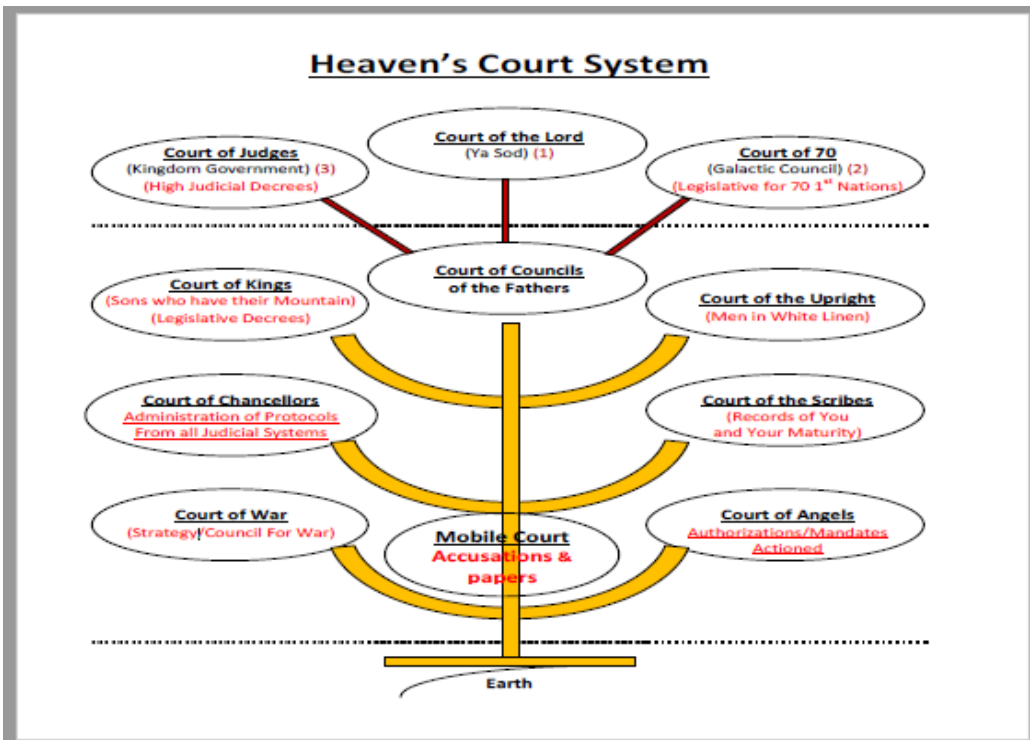 Heaven's Court System
Court of the Lord
(Ya Sod) (1)
Court of Judges
(Kingdom Government) (3)
(High Judicial Decrees)
Court of 70
(Galactic Council) (2)
(Legislative for 70 1st Nations)
Court of Councils
of the Fathers
Court of Kings
(Sons who have their Mountain)
(Legislative Decrees)
Court of the Upright
(Men in White Linen)
Court of Chancellors
Administration of Protocols
From all Judicial Systems
Court of the Scribes
(Records of You
and Your Maturity)
Court of War
(Strategy/Council For War)
Mobile Court
Accusations &
papers
Court of Angels
Authorizations/Mandates
Actioned
Earth